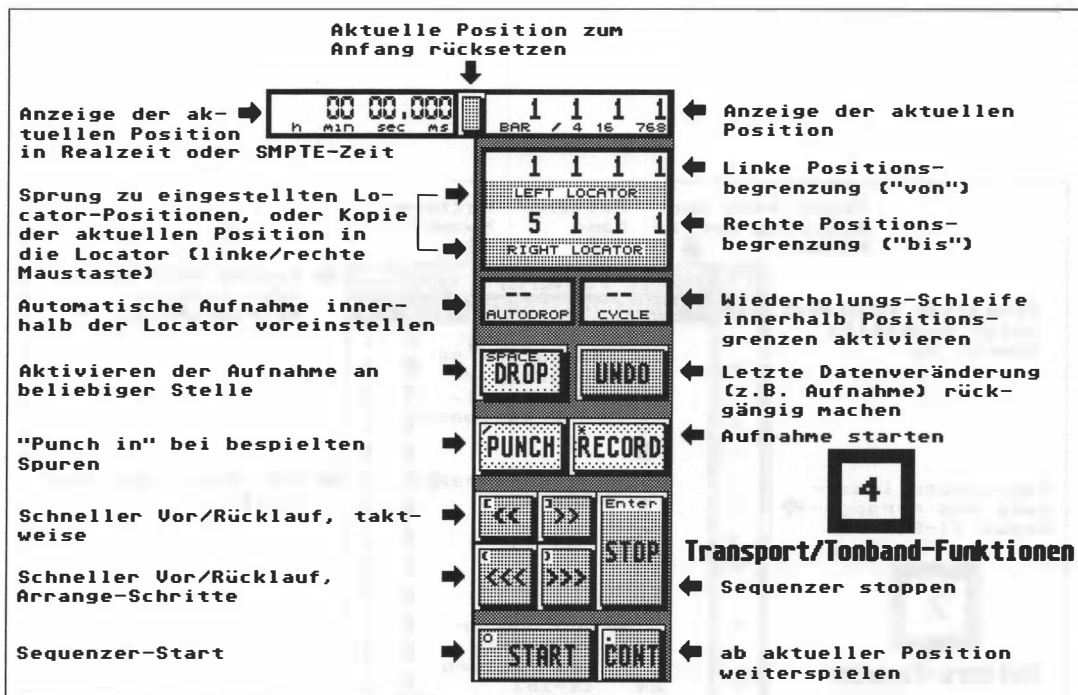 Aktuelle Position zum
Anfang rücksetzen
Anzeige der ak-
tuellen Position
in Realzeit oder SMPTE-Zeit
00 00.000
h min sec ms
1 1 1 1
BAR / 4 16 768
Anzeige der aktuellen
Position
Sprung zu eingestellten Lo-
cator-Positionen, oder Kopie
der aktuellen Position in
die Locator (linke/rechte
Maustaste)
1 1 1 1
LEFT LOCATOR
5 1 1 1
RIGHT LOCATOR
Linke Positions-
begrenzung ("von")
Rechte Positions-
begrenzung ("bis")
Automatische Aufnahme inner-
halb der Locator voreinstellen
--
AUTODROP
--
CYCLE
Wiederholungs-Schleife
innerhalb Positions-
grenzen aktivieren
Aktivieren der Aufnahme an
beliebiger Stelle
SPACE
DROP
UNDO
Letzte Datenveränderung
(z.B. Aufnahme) rück-
gängig machen
"Punch in" bei bespielten
Spuren
/
PUNCH
*
RECORD
Aufnahme starten
4
Transport/Tonband-Funktionen
Schneller Vor/Rücklauf, takt-
weise
[
<<
]
>>
Enter
STOP
Schneller Vor/Rücklauf,
Arrange-Schritte
(
<<<
)
>>>
Sequenzer stoppen
Sequenzer-Start
0
START
.
CONT
ab aktueller Position
weiterspielen